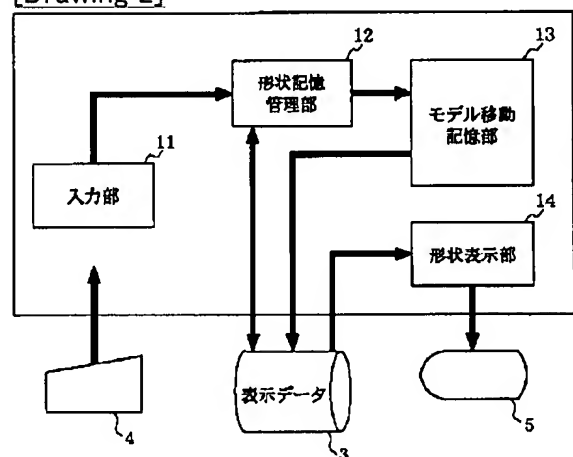 [Drawing 2]
12
13
形状記憶
管理部
モデル移動
記憶部
11
入力部
14
形状表示部
表示データ
4
3
5